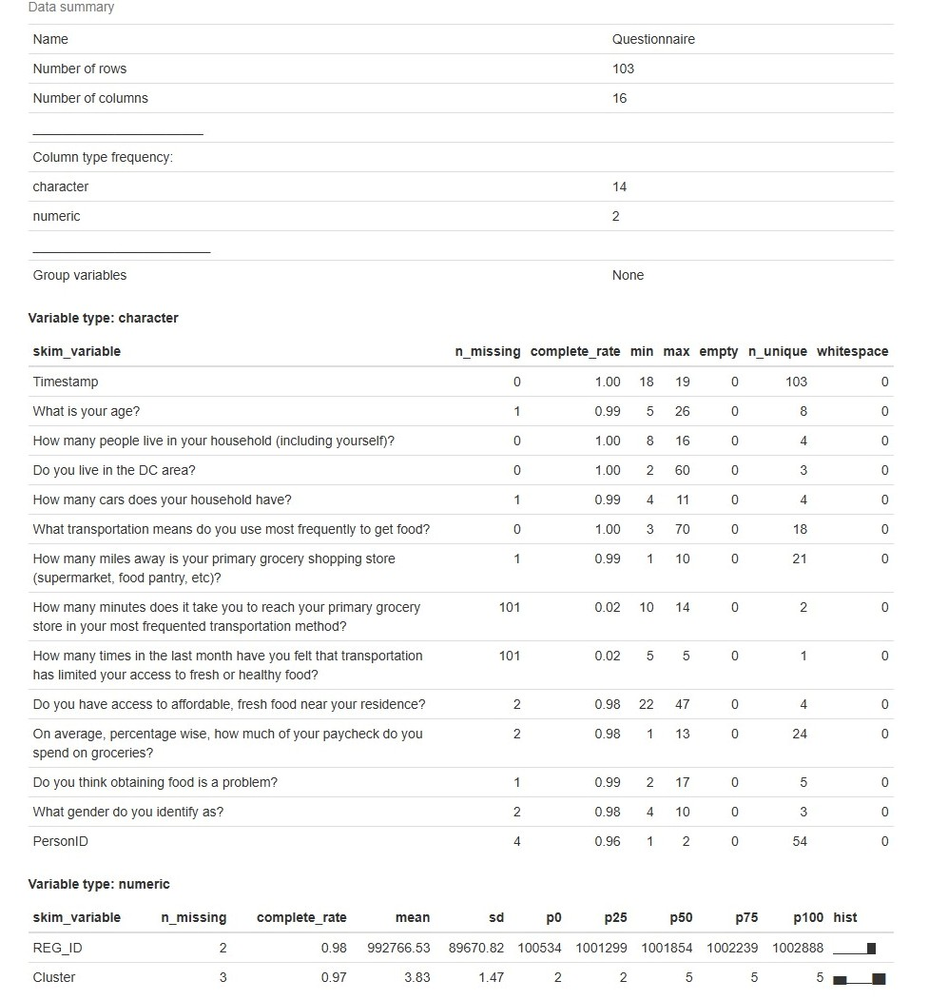 Data summary
Name Questionnaire
Number of rows 103
Number of columns 16
_______________________
Column type frequency:
character 14
numeric 2
________________________
Group variables None
Variable type: character
skim_variable n_missing complete_rate min max empty n_unique whitespace
Timestamp 0 1.00 18 19 0 103 0
What is your age? 1 0.99 5 26 0 8 0
How many people live in your household (including yourself)? 0 1.00 8 16 0 4 0
Do you live in the DC area? 0 1.00 2 60 0 3 0
How many cars does your household have? 1 0.99 4 11 0 4 0
What transportation means do you use most frequently to get food? 0 1.00 3 70 0 18 0
How many miles away is your primary grocery shopping store 1 0.99 1 10 0 21 0
(supermarket, food pantry, etc)?
How many minutes does it take you to reach your primary grocery 101 0.02 10 14 0 2 0
store in your most frequented transportation method?
How many times in the last month have you felt that transportation 101 0.02 5 5 0 1 0
has limited your access to fresh or healthy food?
Do you have access to affordable, fresh food near your residence? 2 0.98 22 47 0 4 0
On average, percentage wise, how much of your paycheck do you 2 0.98 1 13 0 24 0
spend on groceries?
Do you think obtaining food is a problem? 1 0.99 2 17 0 5 0
What gender do you identify as? 2 0.98 4 10 0 3 0
PersonID 4 0.96 1 2 0 54 0
Variable type: numeric
skim_variable n_missing complete_rate mean sd p0 p25 p50 p75 p100 hist
REG_ID 2 0.98 992766.53 89670.82 100534 1001299 1001854 1002239 1002888
Cluster 3 0.97 3.83 1.47 2 2 5 5 5